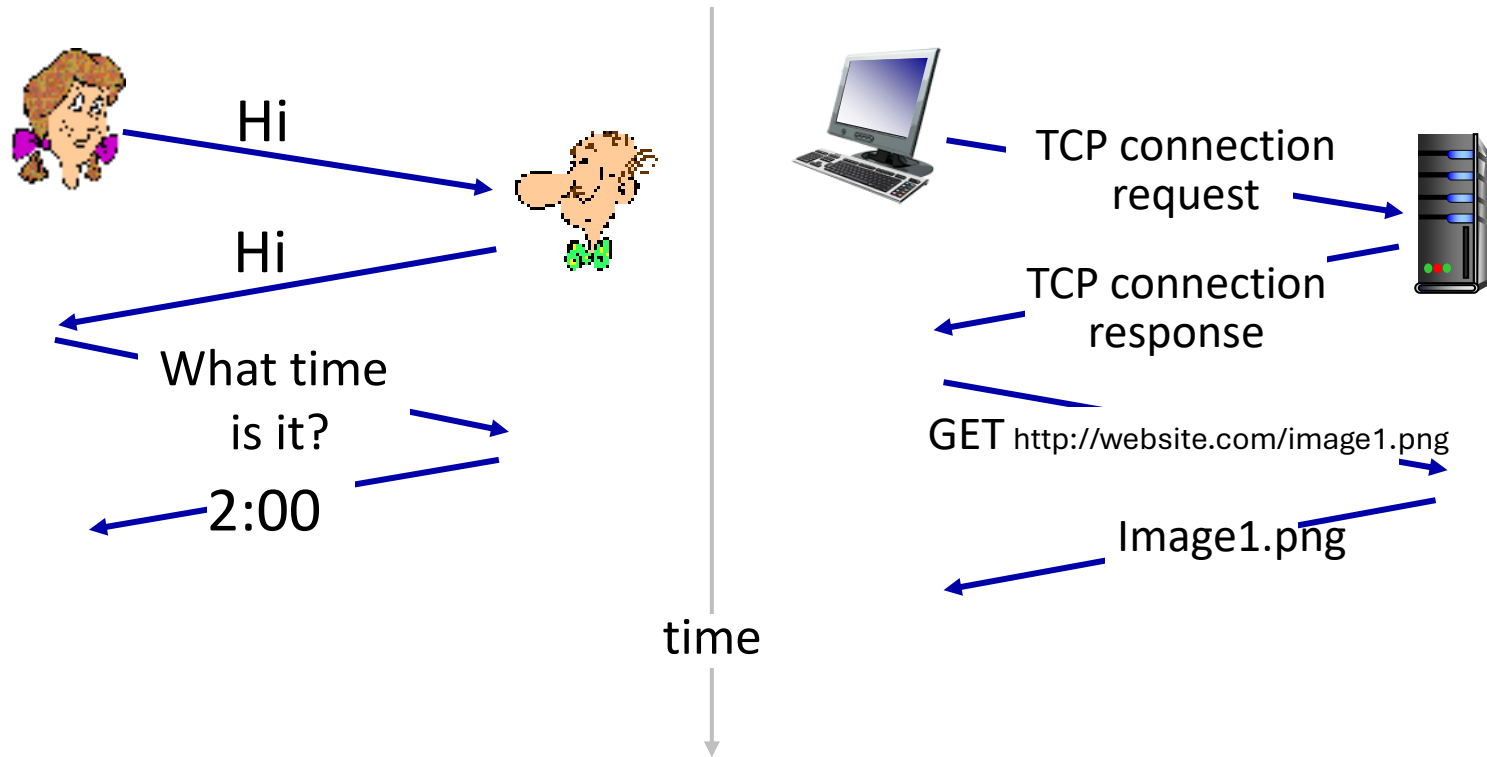 Hi
Hi
What time
is it?
2:00
time
TCP connection
request
TCP connection
response
GET http://website.com/image1.png
Image1.png